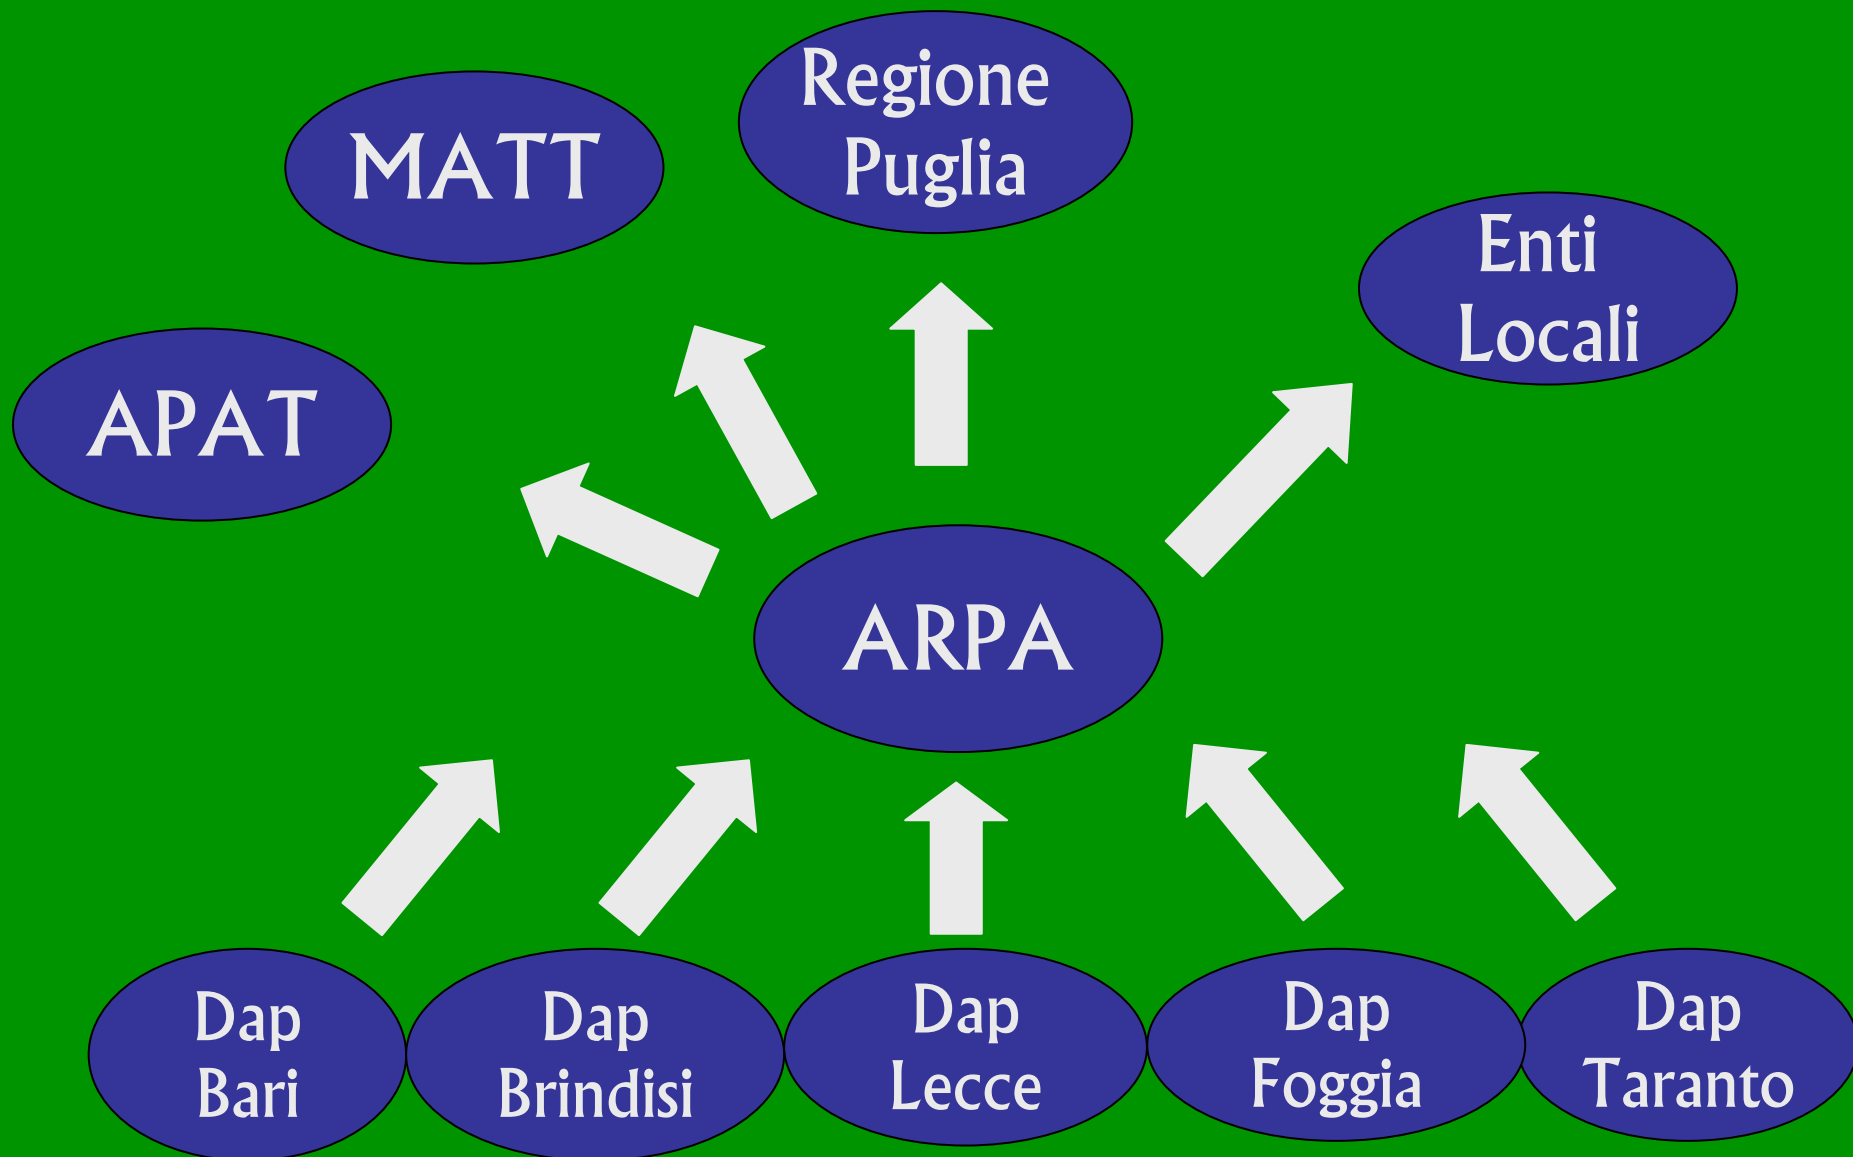 MATT
Regione
Puglia
Enti
Locali
APAT
ARPA
Dap
Bari
Dap
Brindisi
Dap
Lecce
Dap
Foggia
Dap
Taranto